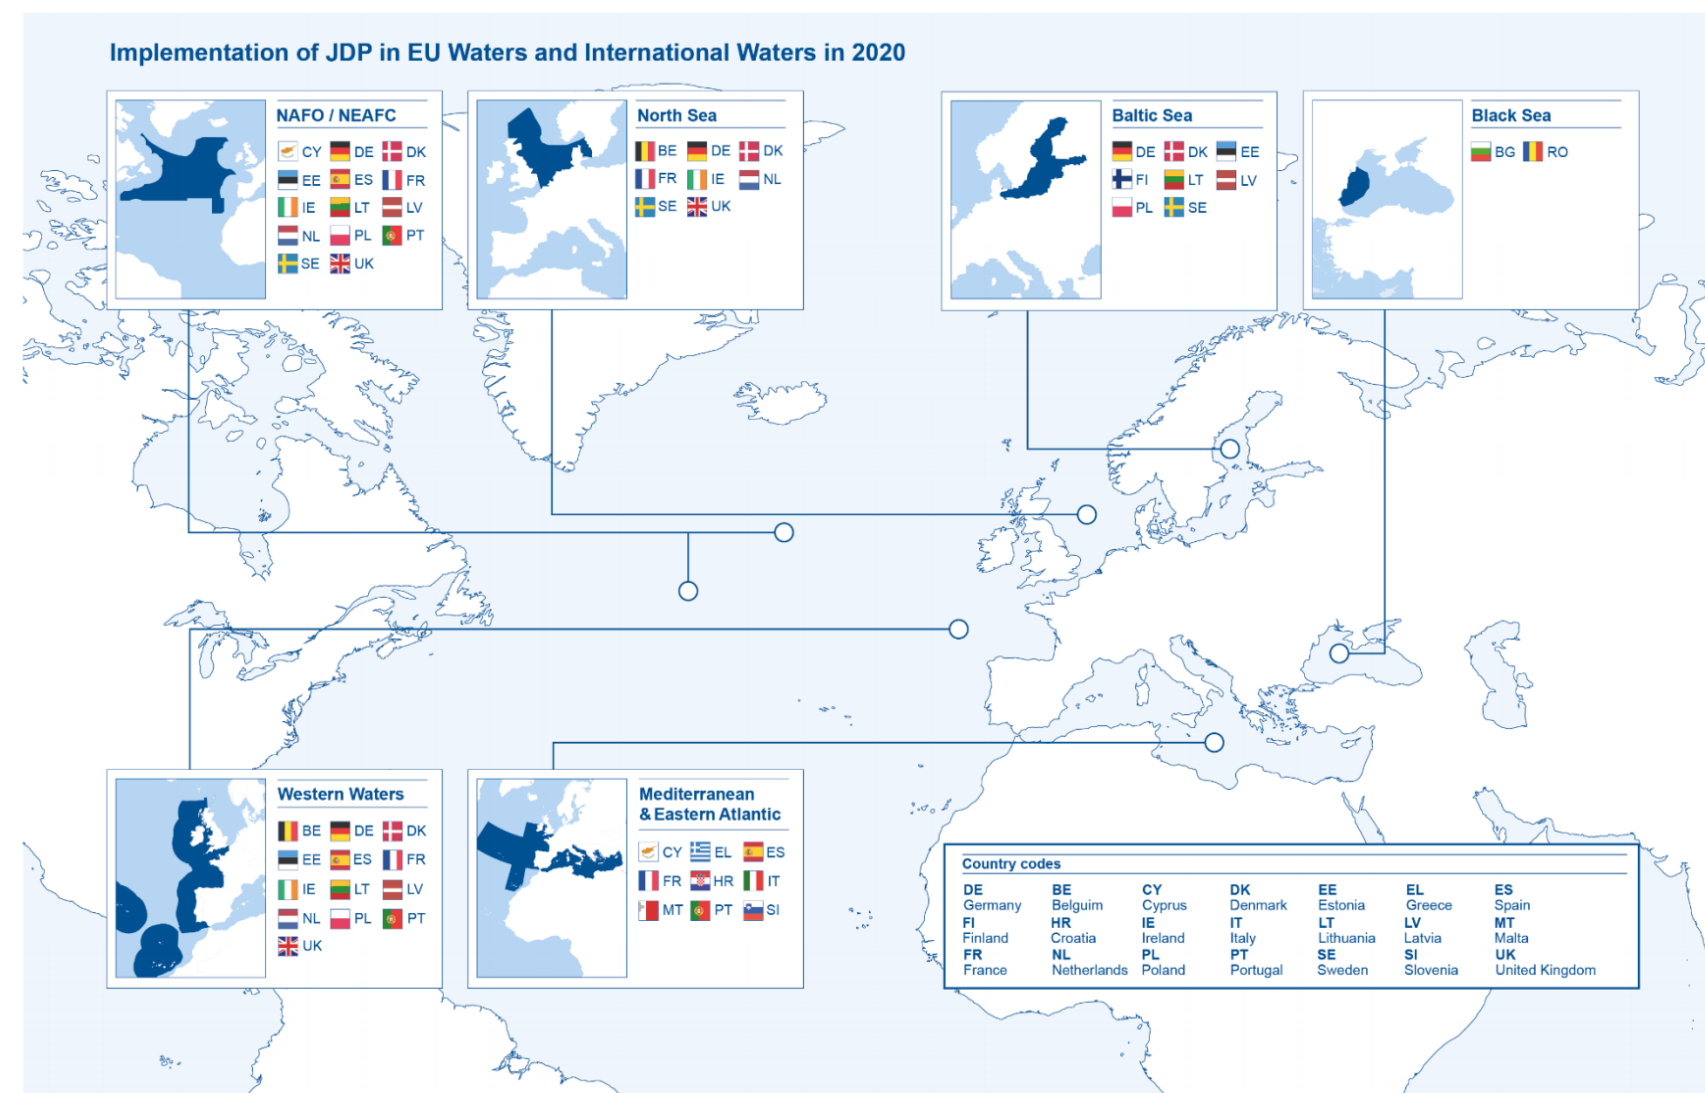 Implementation of JDP in EU Waters and International Waters in 2020
NAFO / NEAFC
CY DE DK
EE ES FR
IE LT LV
NL PL PT
SE UK
North Sea
BE DE DK
FR IE NL
SE UK
Baltic Sea
DE DK EE
FI LT LV
PL SE
Black Sea
BG RO
Western Waters
BE DE DK
EE ES FR
IE LT LV
NL PL PT
UK
Mediterranean
& Eastern Atlantic
CY EL ES
FR HR IT
MT PT SI
Country codes
DE BE CY DK EE EL ES
Germany Belguim Cyprus Denmark Estonia Greece Spain
FI HR IE IT LT LV MT
Finland Croatia Ireland Italy Lithuania Latvia Malta
FR NL PL PT SE SI UK
France Netherlands Poland Portugal Sweden Slovenia United Kingdom